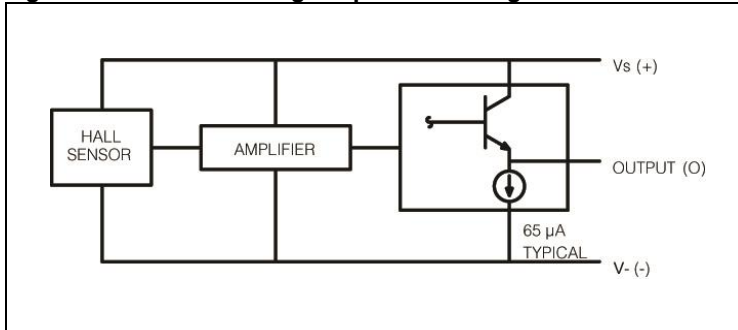 Vs (+)
HALL
SENSOR
AMPLIFIER
OUTPUT (O)
65 µA
TYPICAL
V- (-)